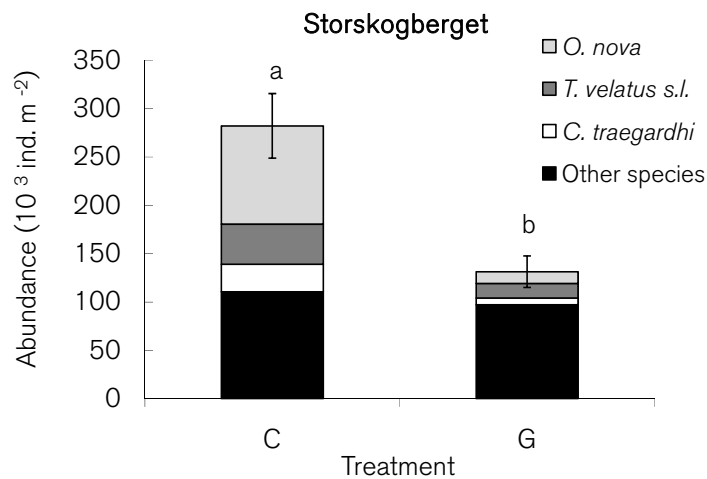 Storskogberget
O. nova
T. velatus s.l.
C. traegardhi
Other species
Abundance (10 3 ind. m -2)
350
300
250
200
150
100
50
0
a
b
C
G
Treatment